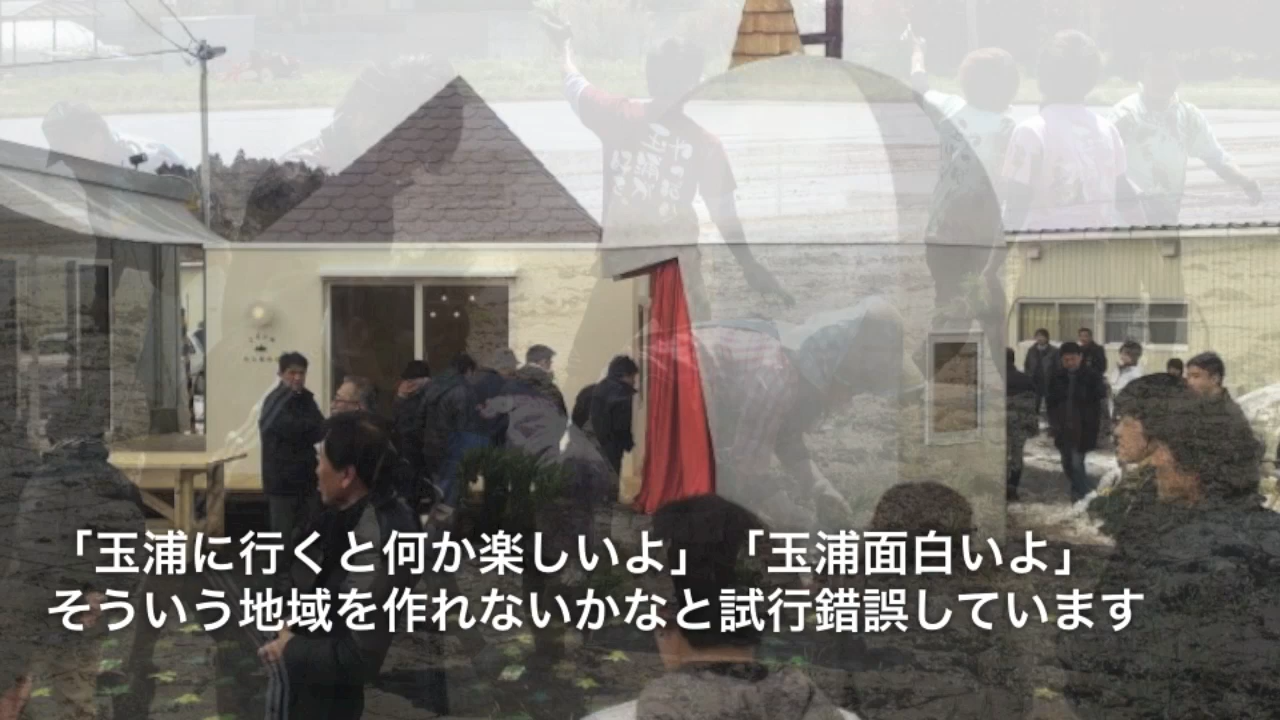 「玉浦に行くと何か楽しいよ」「玉浦面白いよ」
そういう地域を作れないかなと試行錯誤しています